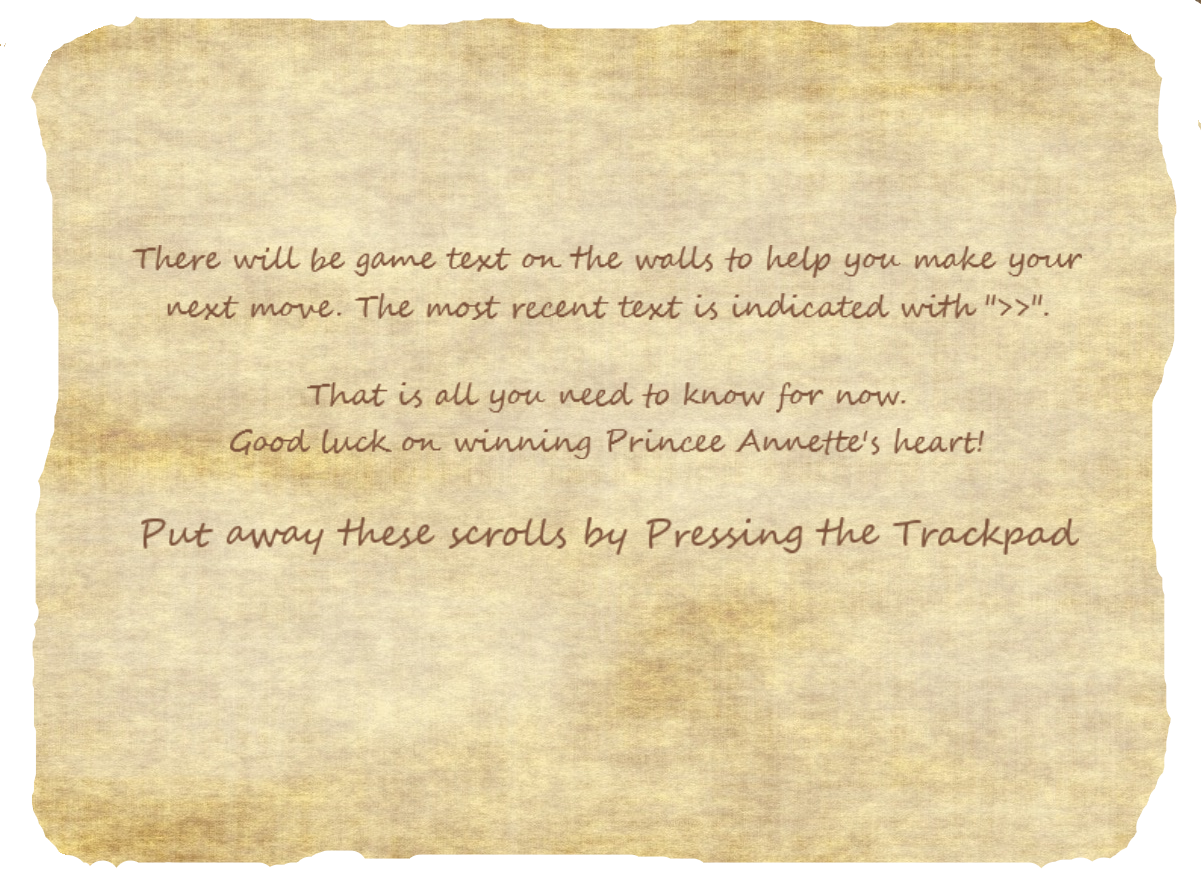 There will be game text on the walls to help you make your
next move. The most recent text is indicated with ">>".
That is all you need to know for now.
Good luck on winning Princee Annette's heart!
Put away these scrolls by Pressing the Trackpad